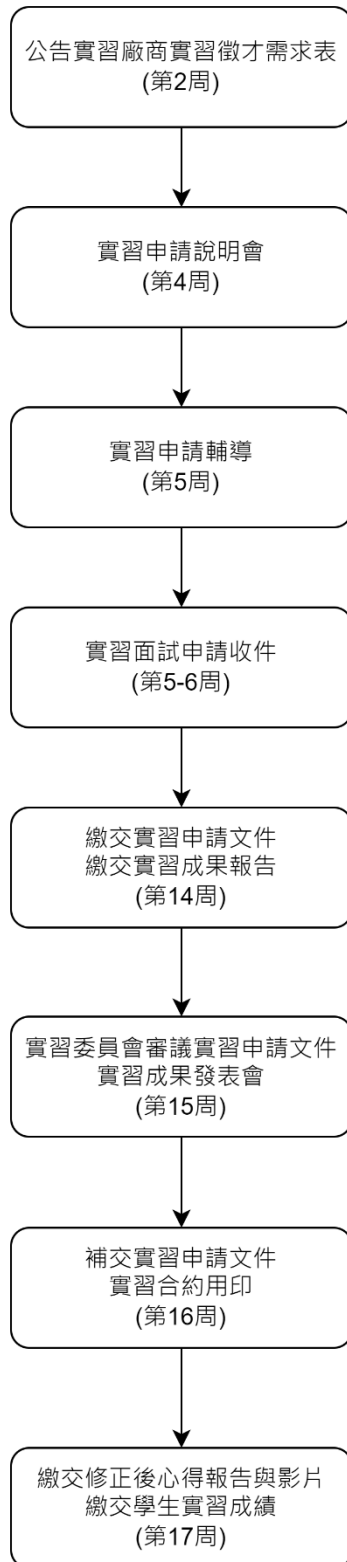 公告實習廠商實習徵才需求表
(第2周)
實習申請說明會
(第4周)
實習申請輔導
(第5周)
實習面試申請收件
(第5-6周)
繳交實習申請文件
繳交實習成果報告
(第14周)
實習委員會審議實習申請文件
實習成果發表會
(第15周)
補交實習申請文件
實習合約用印
(第16周)
繳交修正後心得報告與影片
繳交學生實習成績
(第17周)